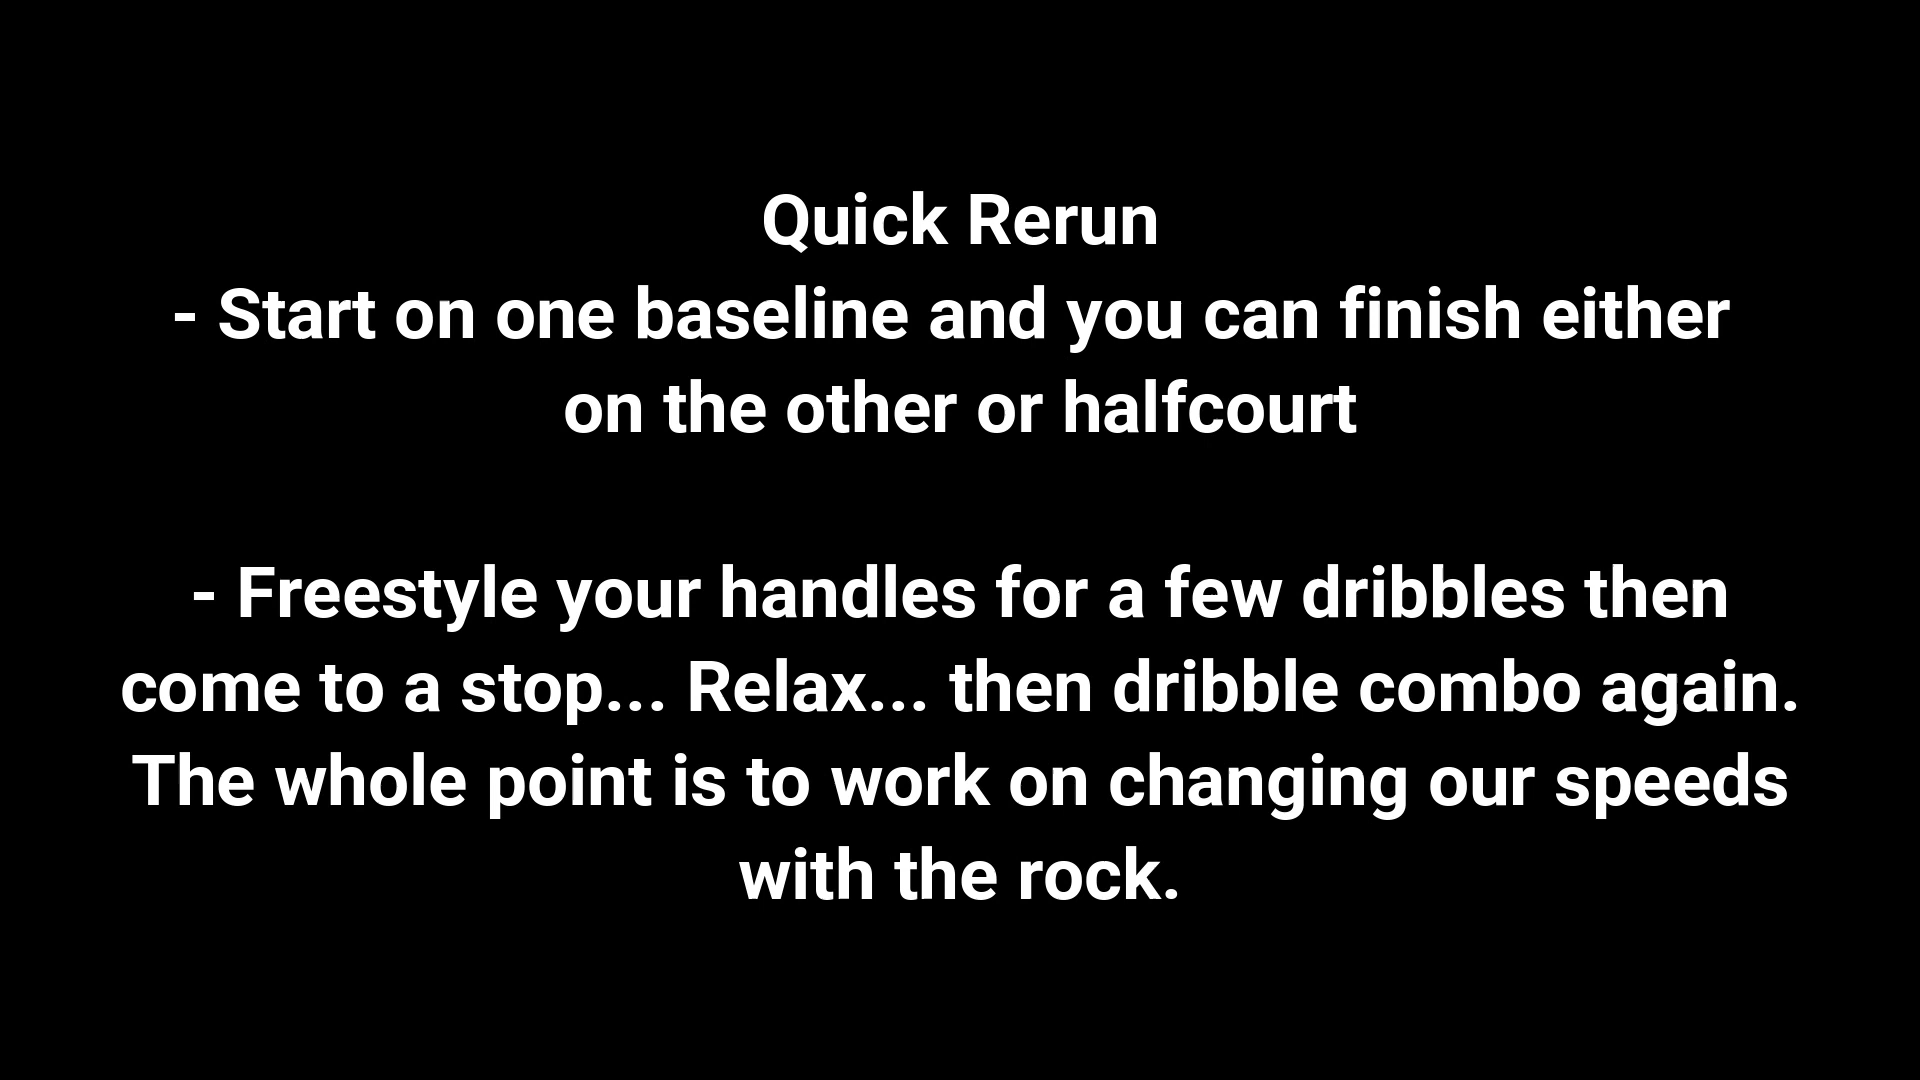 Quick Rerun
- Start on one baseline and you can finish either
on the other or halfcourt
- Freestyle your handles for a few dribbles then
come to a stop... Relax... then dribble combo again.
The whole point is to work on changing our speeds
with the rock.